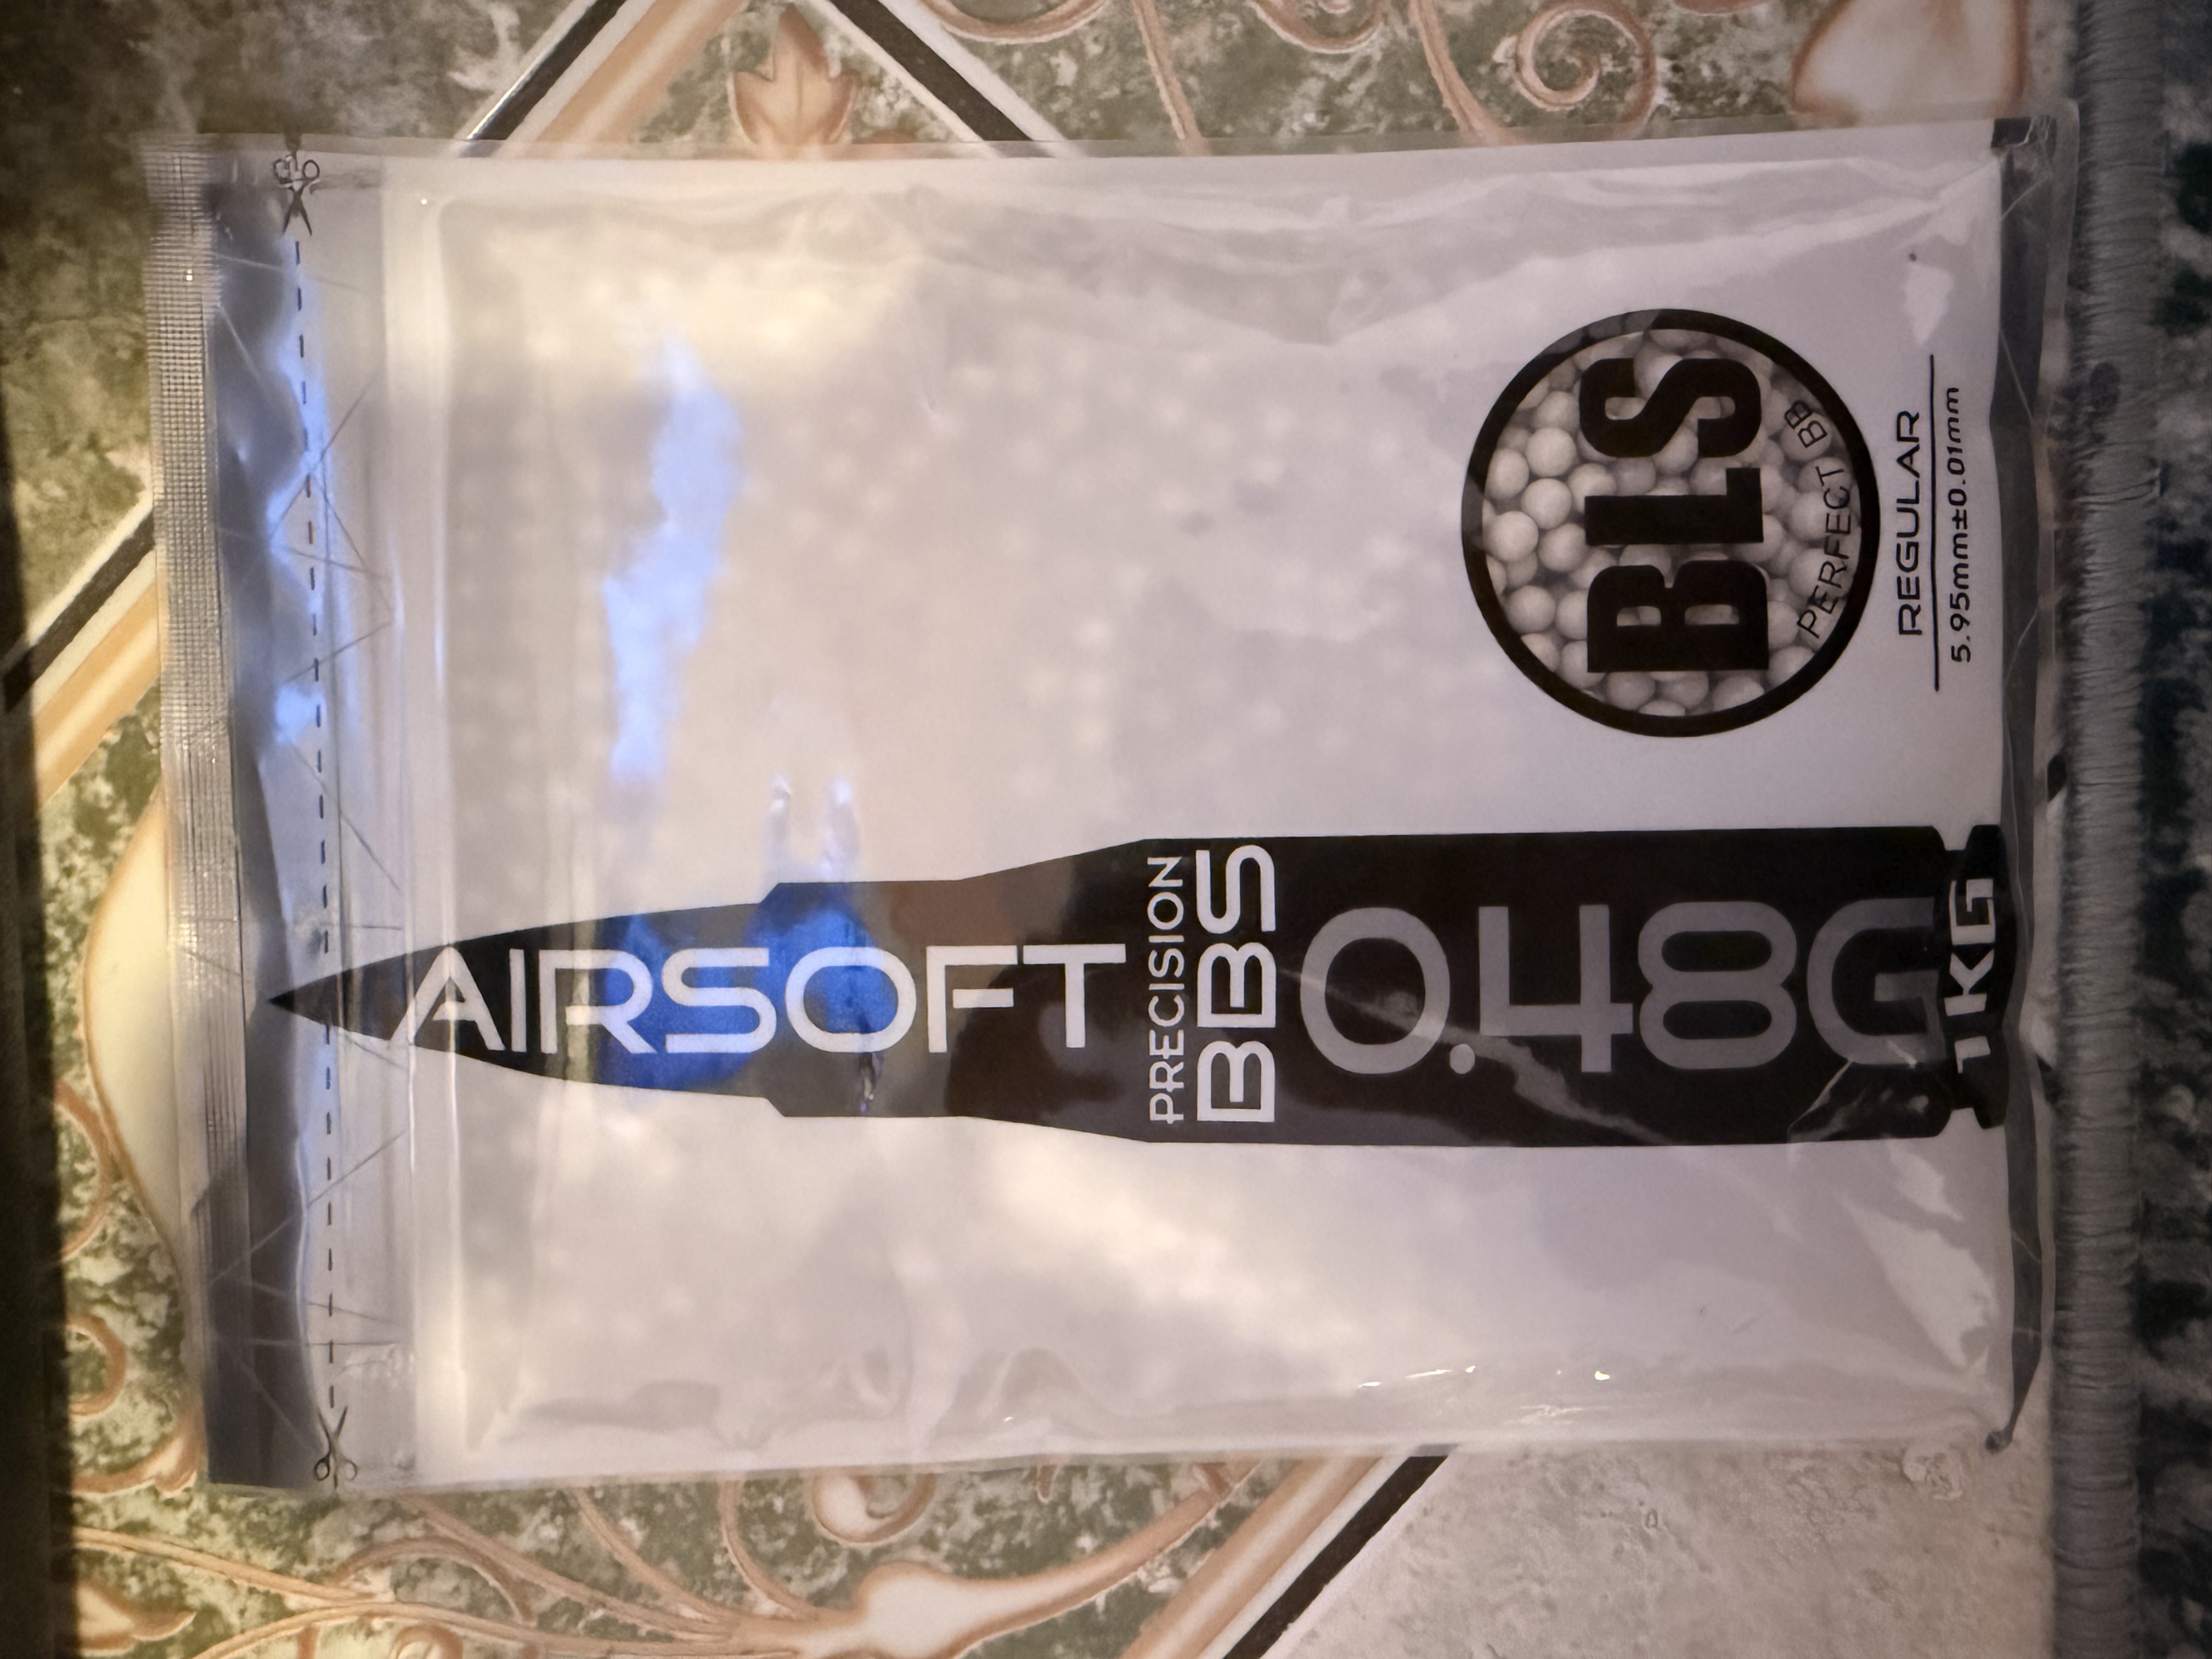 AIRSOFT
PRECISION
BBS
0.48G
1KG
BLS
PERFECT BB
REGULAR
5.95mm±0.01mm